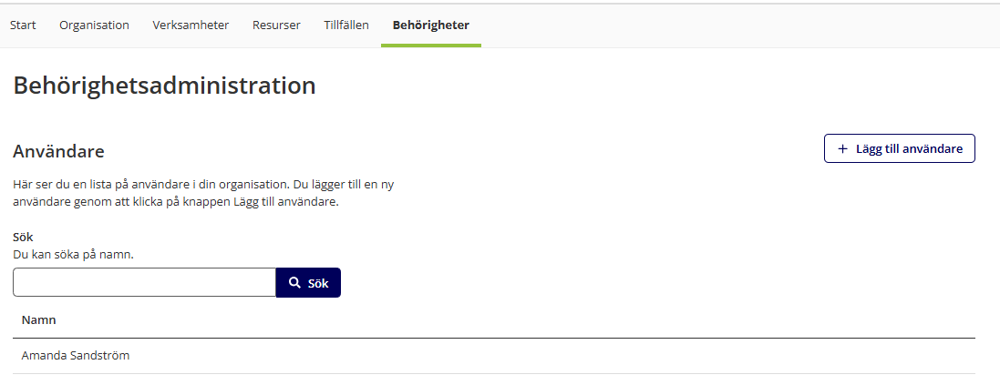 Start Organisation Verksamheter Resurser Tillfällen Behörigheter
Behörighetsadministration
Användare
+ Lägg till användare
Här ser du en lista på användare i din organisation. Du lägger till en ny
användare genom att klicka på knappen Lägg till användare.
Sök
Du kan söka på namn.
Sök
Namn
Amanda Sandström